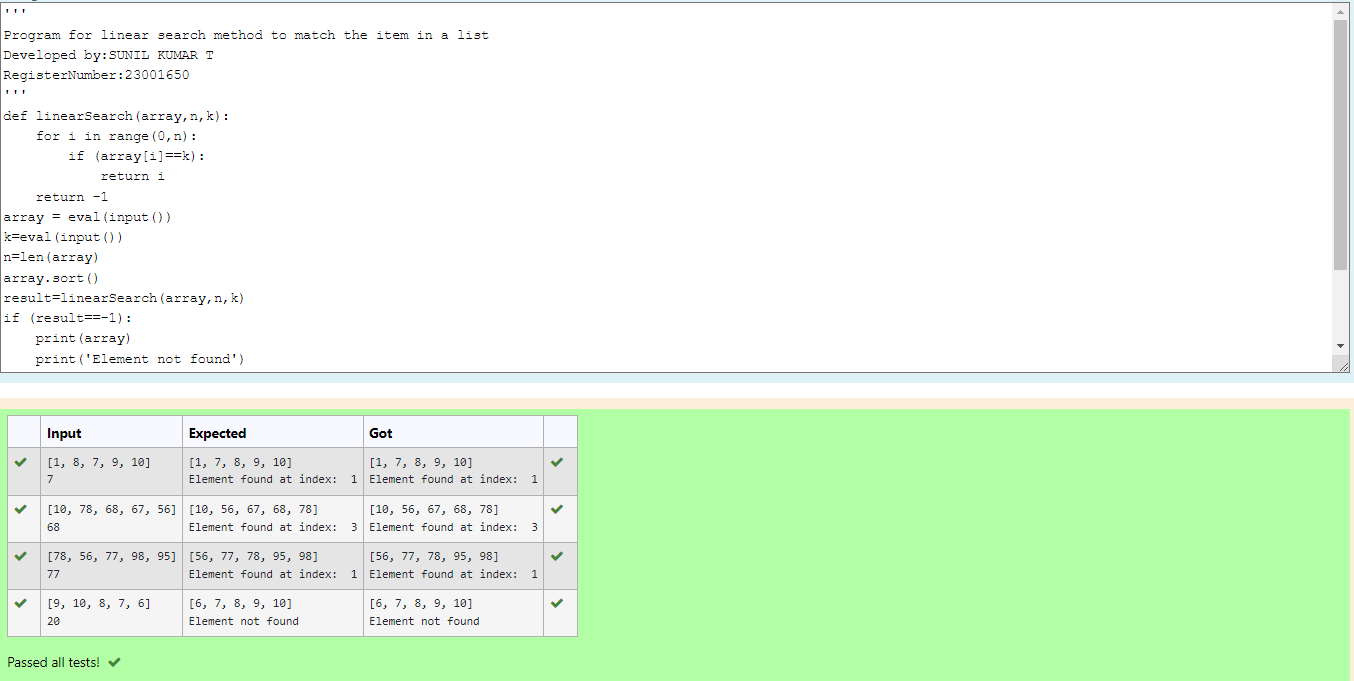 '''
Program for linear search method to match the item in a list
Developed by:SUNIL KUMAR T
RegisterNumber:23001650
'''
def linearSearch(array,n,k):
    for i in range(0,n):
        if (array[i]==k):
            return i
    return -1
array = eval(input())
k=eval(input())
n=len(array)
array.sort()
result=linearSearch(array,n,k)
if (result==-1):
    print(array)
    print('Element not found')
Input Expected Got
[1, 8, 7, 9, 10] [1, 7, 8, 9, 10] [1, 7, 8, 9, 10]
7 Element found at index:  1 Element found at index:  1
[10, 78, 68, 67, 56] [10, 56, 67, 68, 78] [10, 56, 67, 68, 78]
68 Element found at index:  3 Element found at index:  3
[78, 56, 77, 98, 95] [56, 77, 78, 95, 98] [56, 77, 78, 95, 98]
77 Element found at index:  1 Element found at index:  1
[9, 10, 8, 7, 6] [6, 7, 8, 9, 10] [6, 7, 8, 9, 10]
20 Element not found Element not found
Passed all tests!